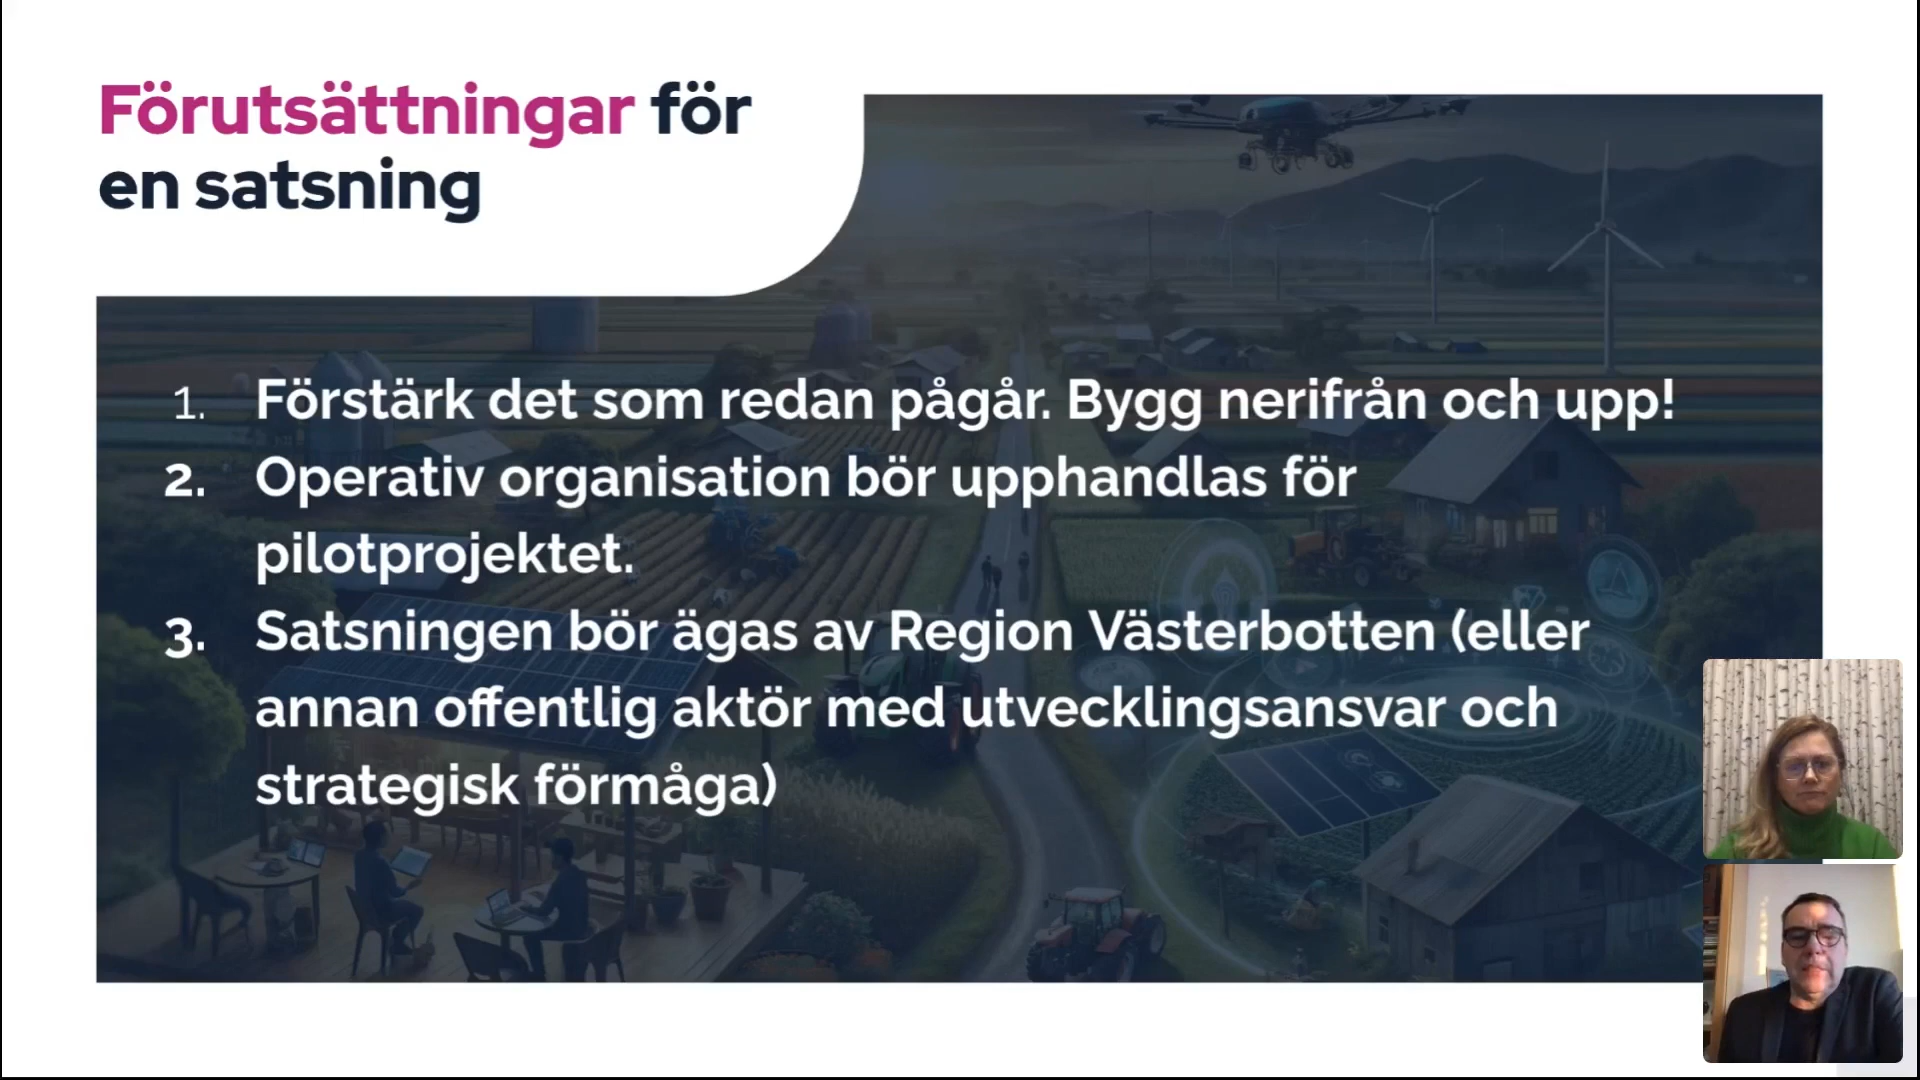 Förutsättningar för
en satsning
1. Förstärk det som redan pågår. Bygg nerifrån och upp!
2. Operativ organisation bör upphandlas för
pilotprojektet.
3. Satsningen bör ägas av Region Västerbotten (eller
annan offentlig aktör med utvecklingsansvar och
strategisk förmåga)